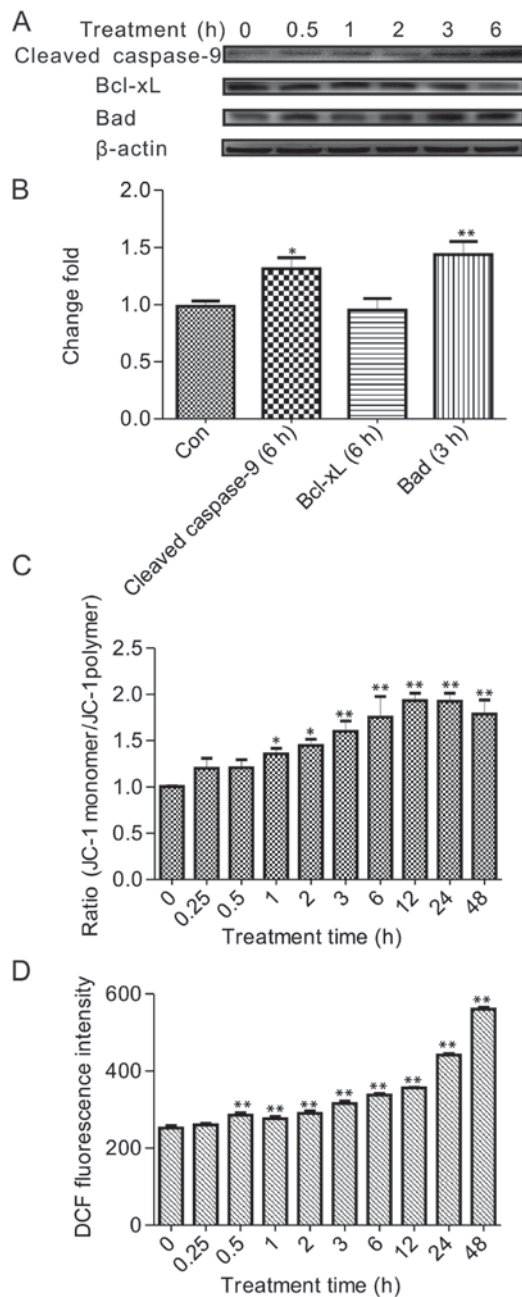 A
Treatment (h) 0 0.5 1 2 3 6
Cleaved caspase-9
Bcl-xL
Bad
β-actin
B
Change fold
2.0
1.5
1.0
0.5
0.0
*
**
Con
Cleaved caspase-9 (6 h)
Bcl-xL (6 h)
Bad (3 h)
C
Ratio (JC-1 monomer/JC-1polymer)
2.5
2.0
1.5
1.0
0.5
0.0
* * ** ** ** ** **
0 0.25 0.5 1 2 3 6 12 24 48
Treatment time (h)
D
DCF fluorescence intensity
600
400
200
0
** ** ** ** ** ** ** **
0 0.25 0.5 1 2 3 6 12 24 48
Treatment time (h)